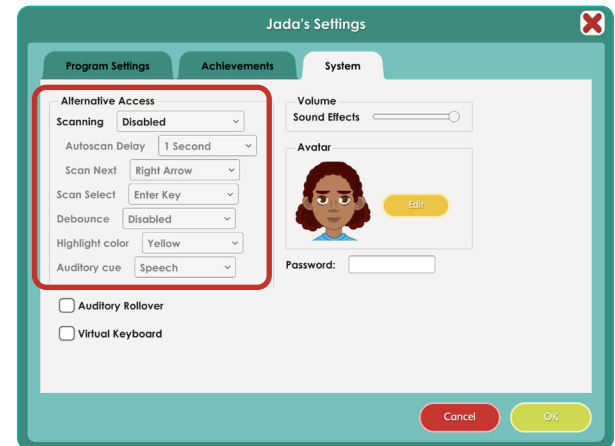 Jada's Settings
Program Settings Achievements System
Alternative Access
Scanning Disabled
Autoscan Delay 1 Second
Scan Next Right Arrow
Scan Select Enter Key
Debounce Disabled
Highlight color Yellow
Auditory cue Speech
Auditory Rollover
Virtual Keyboard
Volume
Sound Effects
Avatar
Edit
Password:
Cancel OK